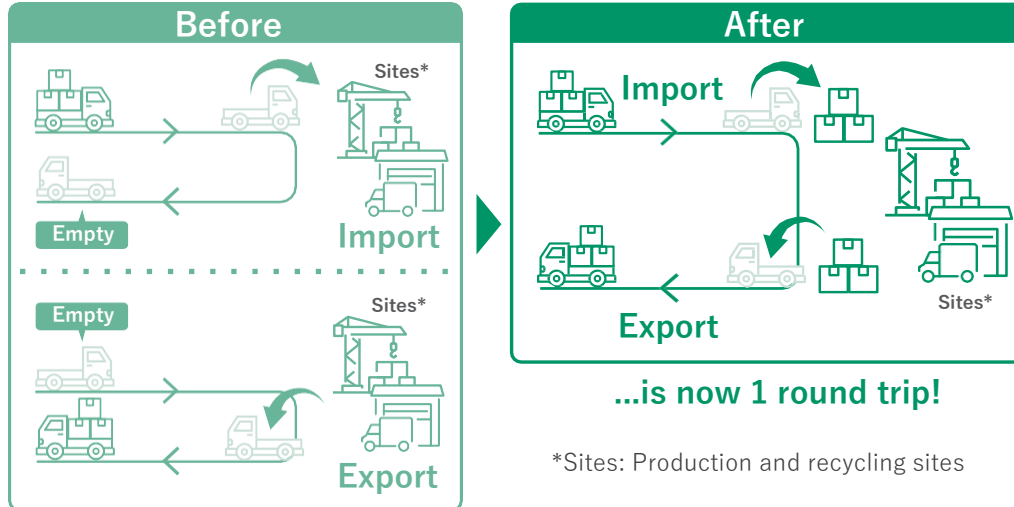 Before
Sites*
Empty
Import
Empty
Sites*
Export
After
Import
Export
Sites*
...is now 1 round trip!
*Sites: Production and recycling sites